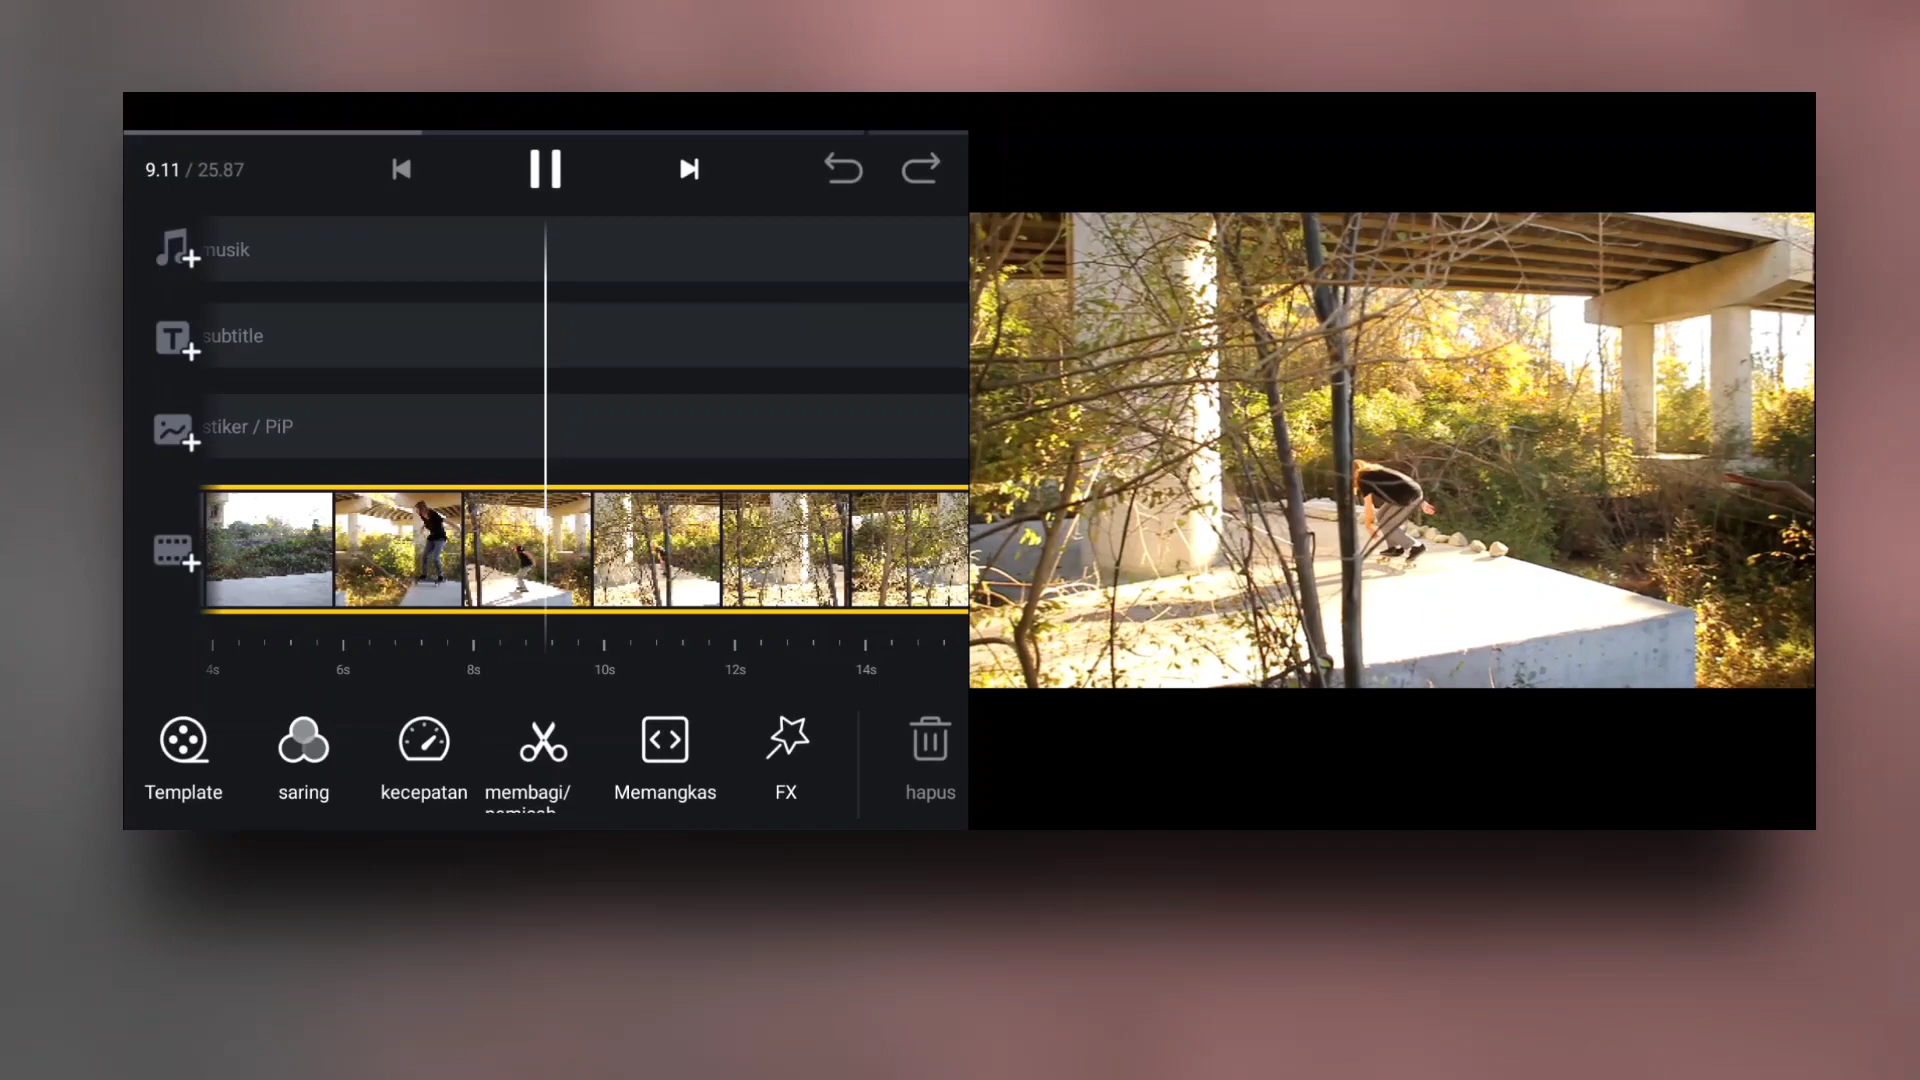 9.11 / 25.87
musik
subtitle
stiker / PiP
4s 6s 8s 10s 12s 14s
Template saring kecepatan membagi/ Memangkas FX hapus